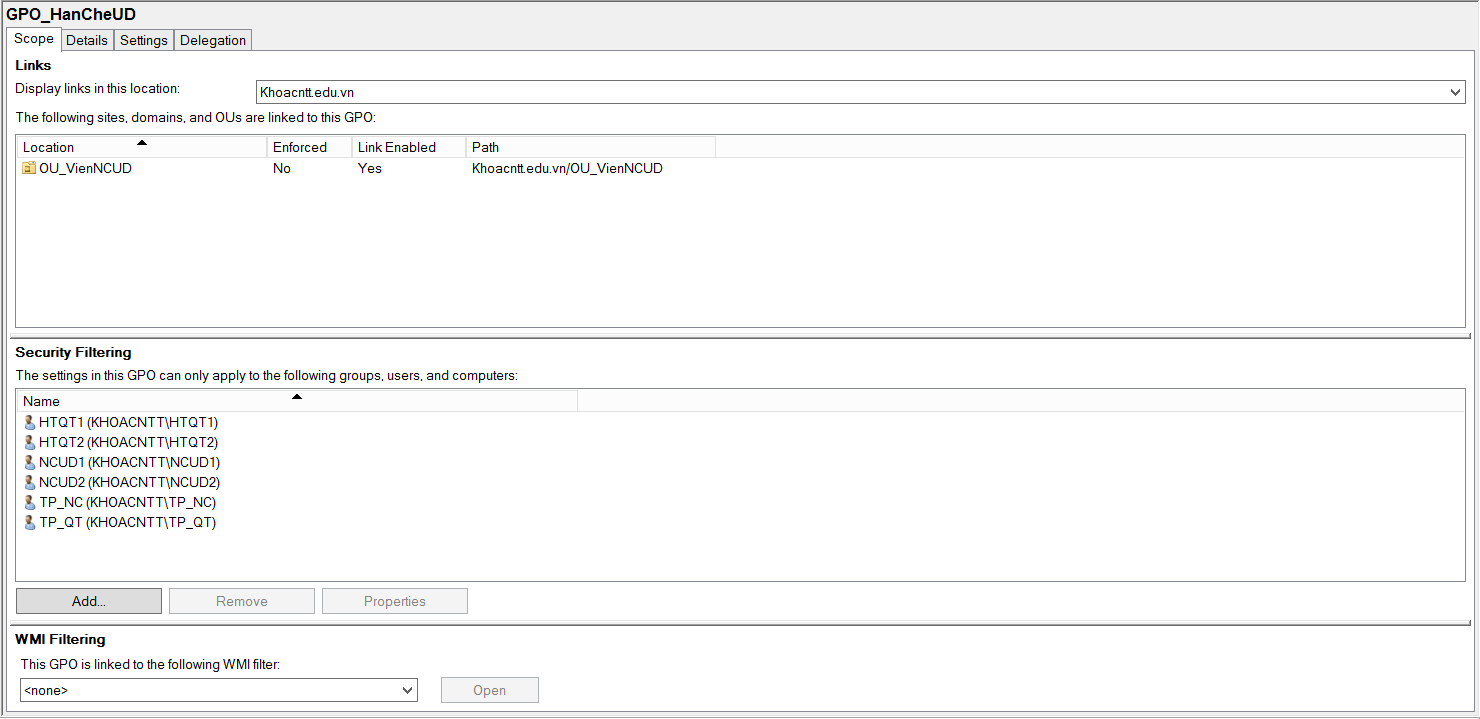 GPO_HanCheUD
Scope Details Settings Delegation
Links
Display links in this location: Khoacntt.edu.vn
The following sites, domains, and OUs are linked to this GPO:
Location Enforced Link Enabled Path
OU_VienNCUD No Yes Khoacntt.edu.vn/OU_VienNCUD
Security Filtering
The settings in this GPO can only apply to the following groups, users, and computers:
Name
HTQT1 (KHOACNTT\HTQT1)
HTQT2 (KHOACNTT\HTQT2)
NCUD1 (KHOACNTT\NCUD1)
NCUD2 (KHOACNTT\NCUD2)
TP_NC (KHOACNTT\TP_NC)
TP_QT (KHOACNTT\TP_QT)
Add... Remove Properties
WMI Filtering
This GPO is linked to the following WMI filter:
<none> Open